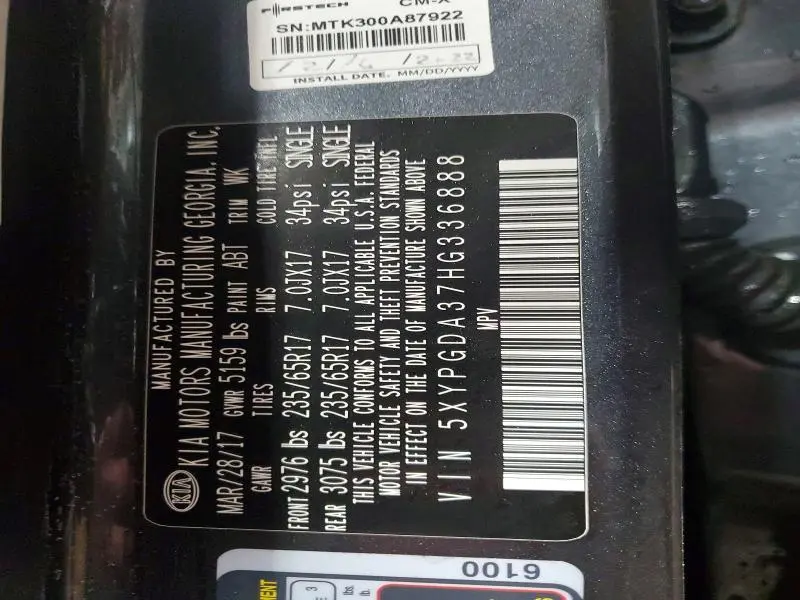 FIRSTECH CM-X
SN:MTK300A87922
INSTALL DATE, MM/DD/YYYY
MANUFACTURED BY
KIA MOTORS MANUFACTURING GEORGIA, INC.
KIA
MAR/28/17 GVWR 5159 lbs PAINT ABT TRIM WK
GAWR TIRES RIMS COLD TIRE INFL
FRONT 2976 lbs 235/65R17 7.0JX17 34psi SINGLE
REAR 3075 lbs 235/65R17 7.0JX17 34psi SINGLE
THIS VEHICLE CONFORMS TO ALL APPLICABLE U.S.A. FEDERAL
MOTOR VEHICLE SAFETY AND THEFT PREVENTION STANDARDS
IN EFFECT ON THE DATE OF MANUFACTURE SHOWN ABOVE
VIN 5XYPGDA37HG336888
MPV
6100